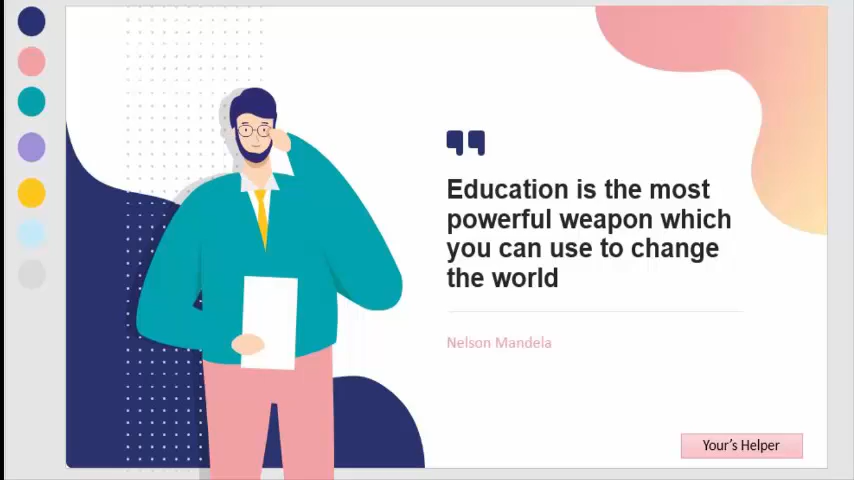 Education is the most
powerful weapon which
you can use to change
the world
Nelson Mandela
Your's Helper